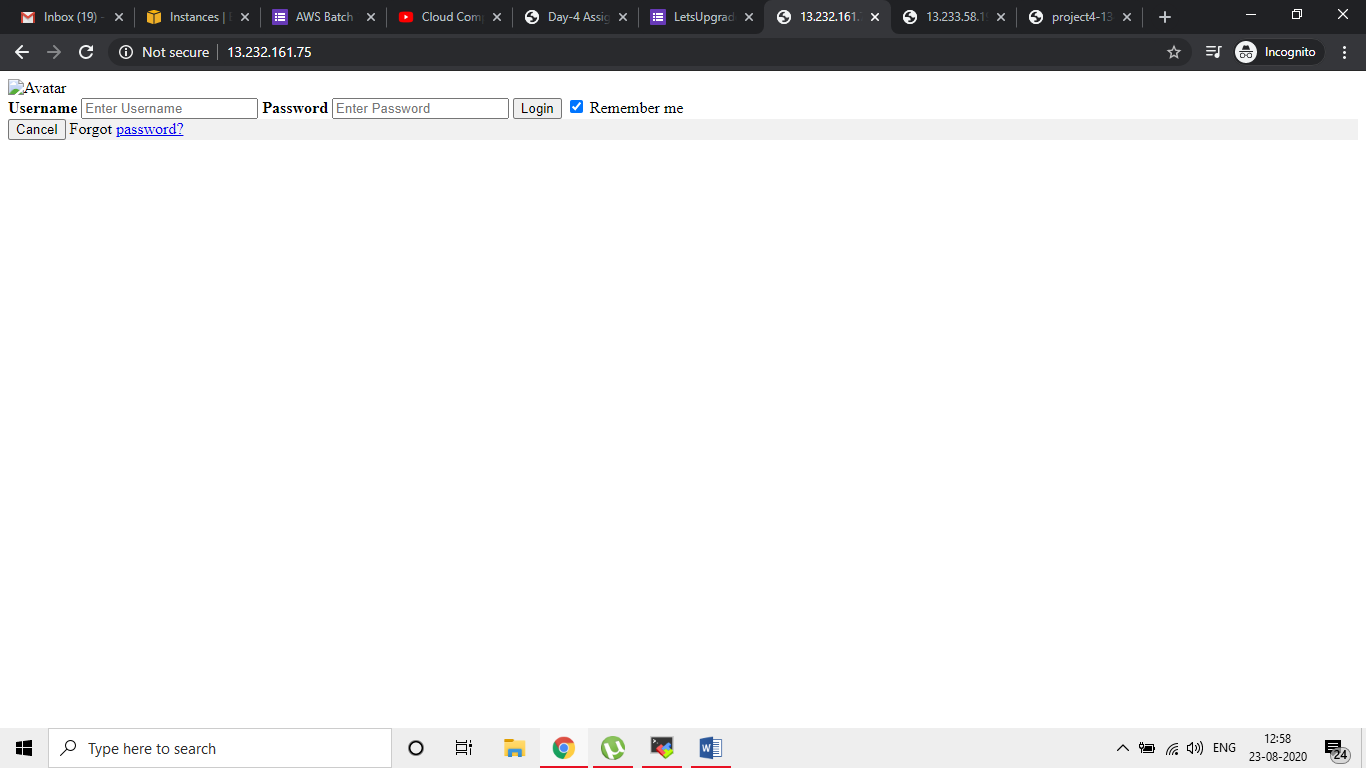 Inbox (19) -
Instances |
AWS Batch
Cloud Comp
Day-4 Assig
LetsUpgrad
13.232.161.
13.233.58.1
project4-13
Not secure
13.232.161.75
Incognito
Avatar
Username Enter Username Password Enter Password Login Remember me
Cancel Forgot password?
Type here to search
ENG
12:58
23-08-2020
24